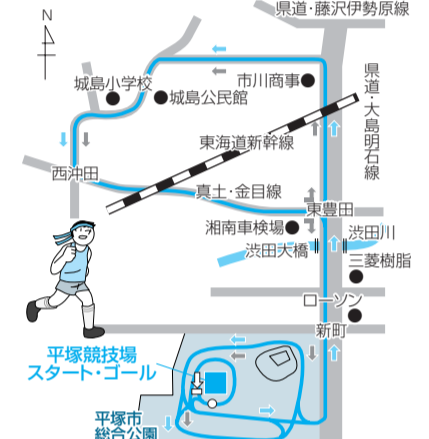 県道・藤沢伊勢原線
N
城島小学校
市川商事
城島公民館
県道・大島明石線
東海道新幹線
西沖田
真土・金目線
東豊田
湘南車検場
渋田川
渋田大橋
三菱樹脂
ローソン
新町
平塚競技場
スタート・ゴール
平塚市
総合公園